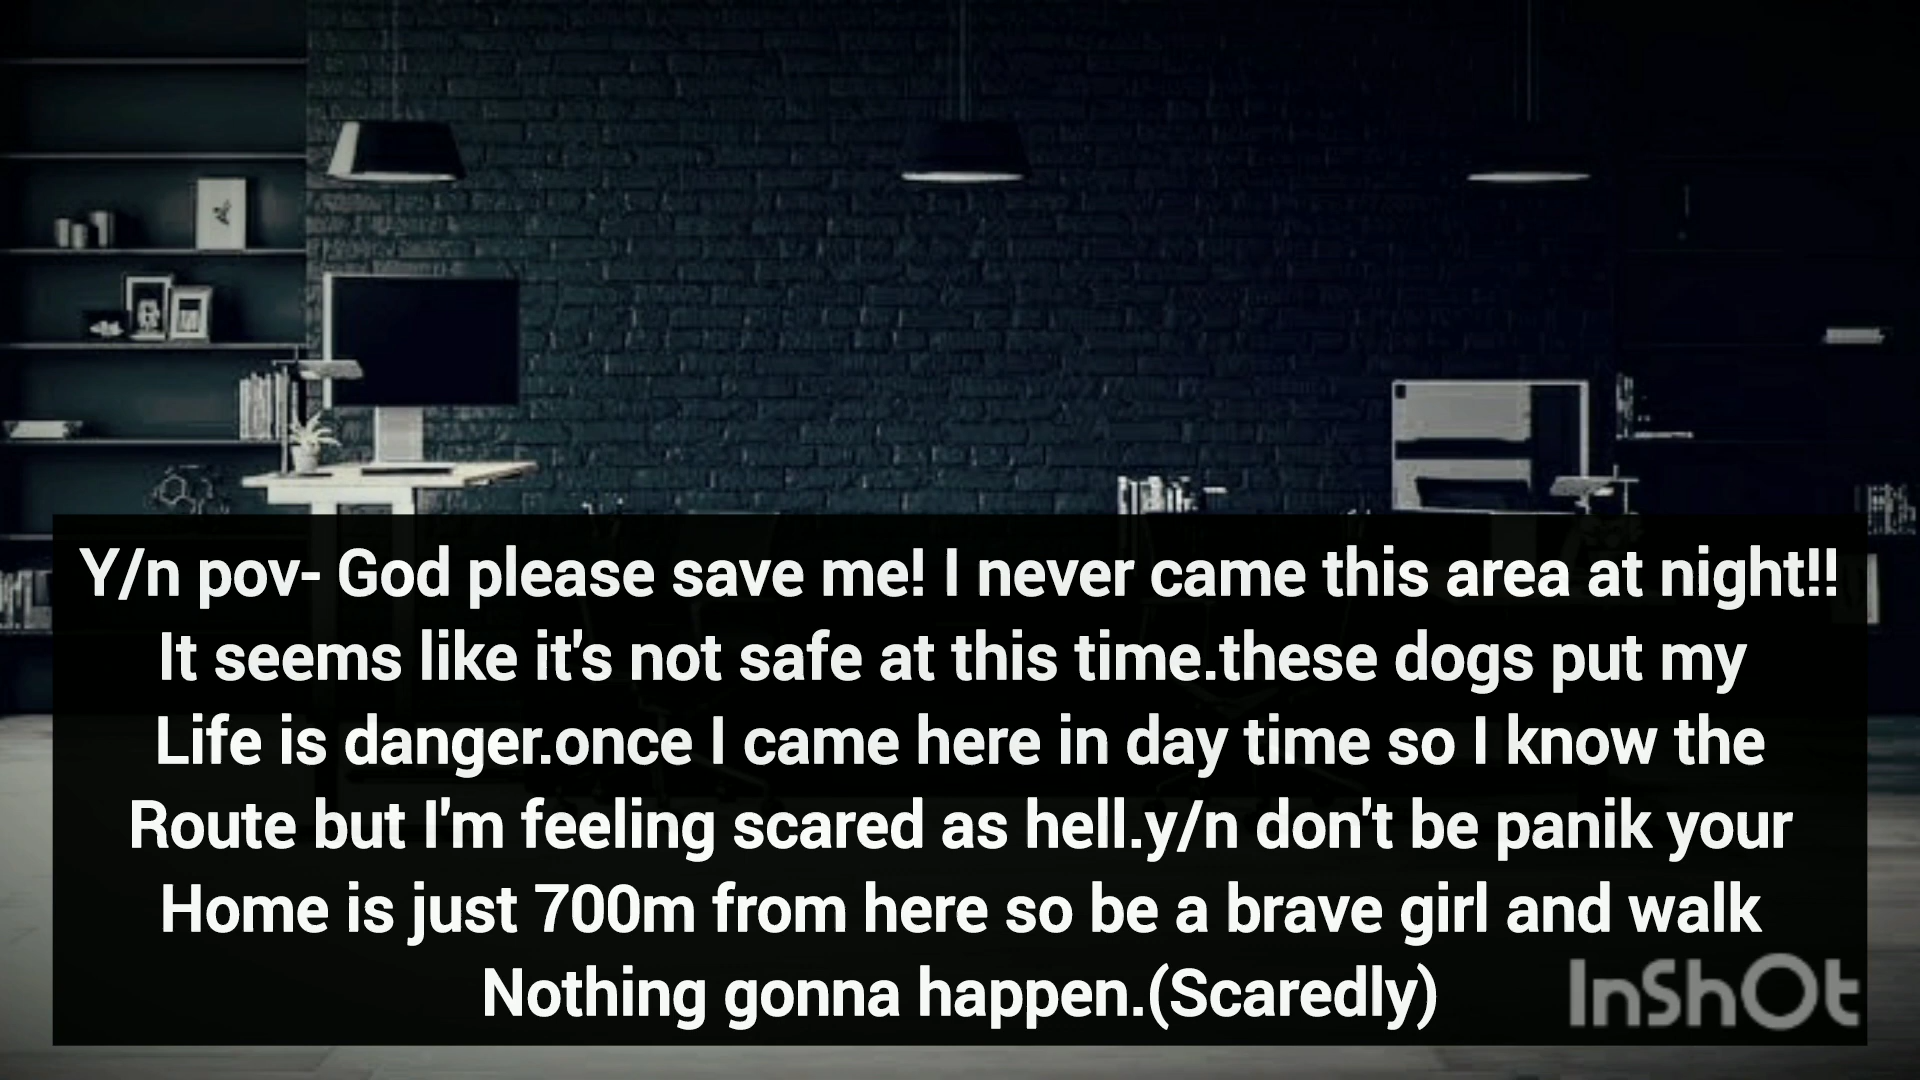 Y/n pov- God please save me! I never came this area at night!!
It seems like it's not safe at this time.these dogs put my
Life is danger.once I came here in day time so I know the
Route but I'm feeling scared as hell.y/n don't be panik your
Home is just 700m from here so be a brave girl and walk
Nothing gonna happen.(Scaredly)
InShOt